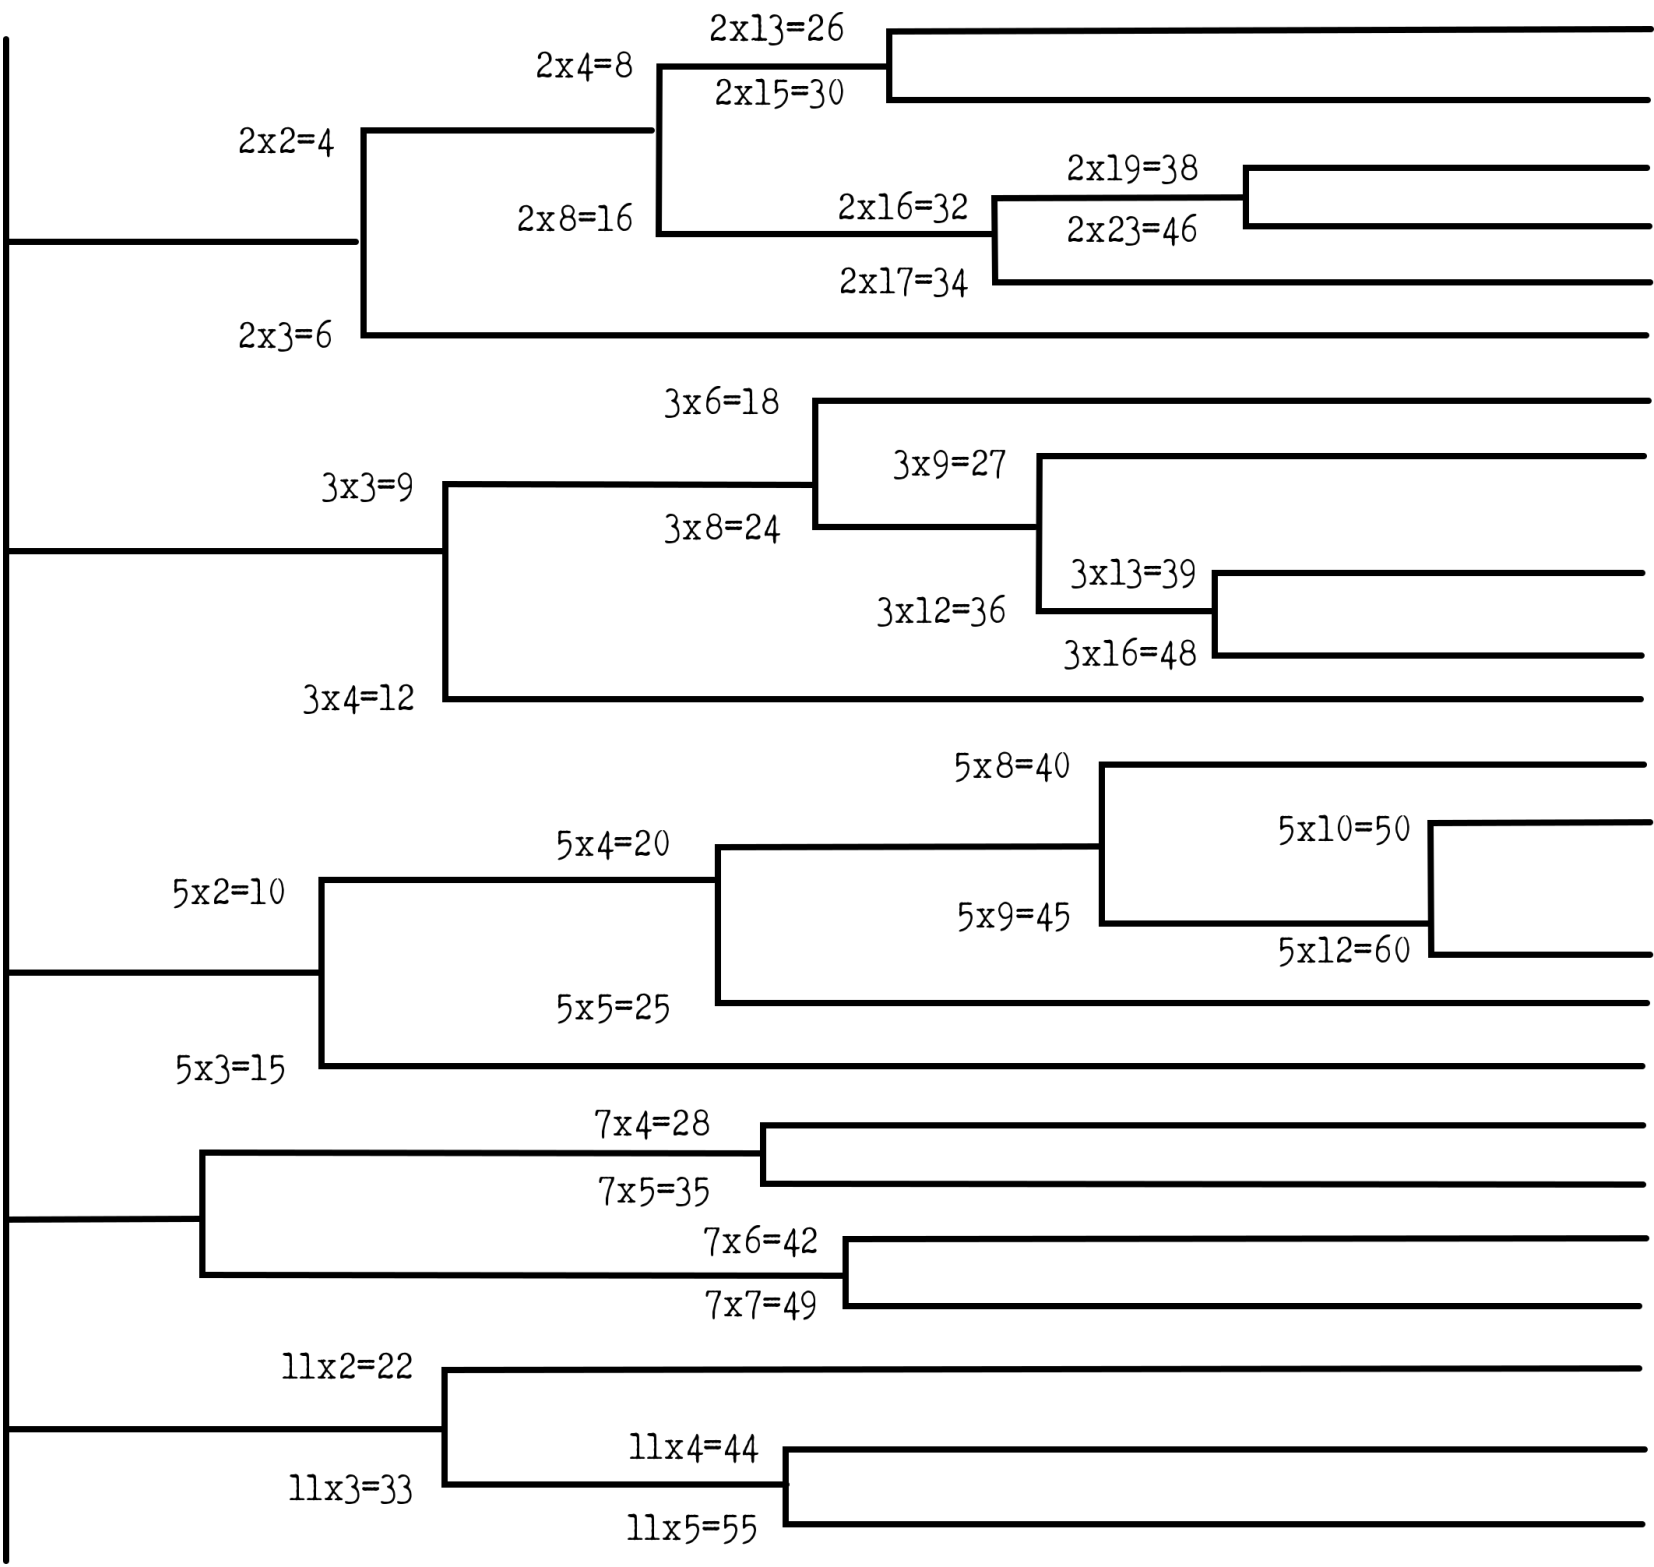 2x13=26
2x4=8
2x15=30
2x2=4
2x19=38
2x16=32
2x8=16
2x23=46
2x17=34
2x3=6
3x6=18
3x9=27
3x3=9
3x8=24
3x13=39
3x12=36
3x16=48
3x4=12
5x8=40
5x10=50
5x4=20
5x2=10
5x9=45
5x12=60
5x5=25
5x3=15
7x4=28
7x5=35
7x6=42
7x7=49
11x2=22
11x4=44
11x3=33
11x5=55